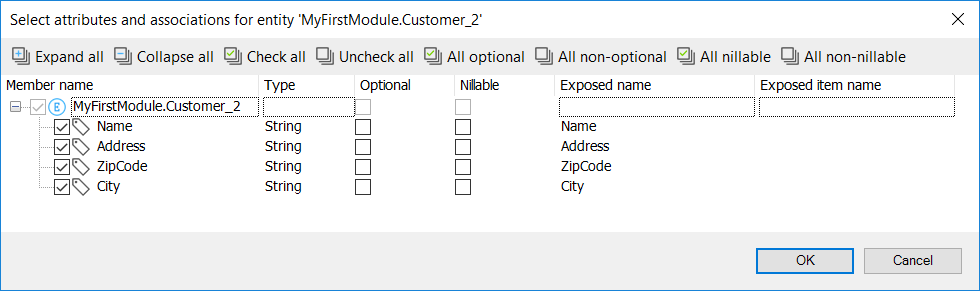 Select attributes and associations for entity 'MyFirstModule.Customer_2'
Expand all Collapse all Check all Uncheck all All optional All non-optional All nillable All non-nillable
Member name Type Optional Nillable Exposed name Exposed item name
E MyFirstModule.Customer_2
Name String Name
Address String Address
ZipCode String ZipCode
City String City
OK Cancel